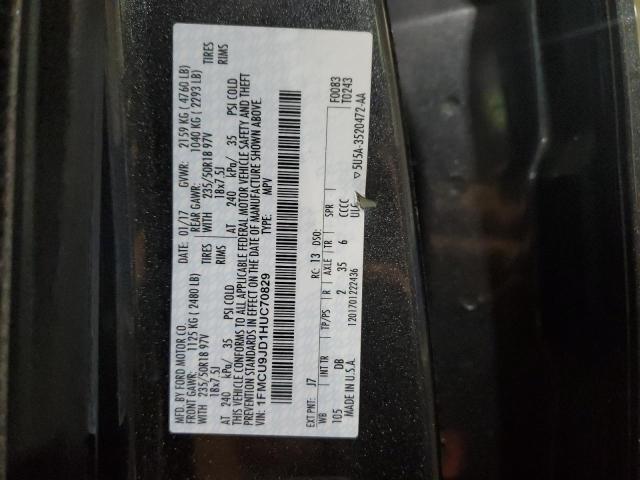 MFD. BY FORD MOTOR CO.
DATE: 01/17 GVWR: 2159 KG ( 4760 LB)
FRONT GAWR: 1125 KG ( 2480 LB)
REAR GAWR: 1040 KG ( 2293 LB)
WITH 235/50R18 97V TIRES
WITH 235/50R18 97V TIRES
18x7.5J RIMS
18x7.5J RIMS
AT 240 kPa/ 35 PSI COLD
AT 240 kPa/ 35 PSI COLD
THIS VEHICLE CONFORMS TO ALL APPLICABLE FEDERAL MOTOR VEHICLE SAFETY AND THEFT
PREVENTION STANDARDS IN EFFECT ON THE DATE OF MANUFACTURE SHOWN ABOVE
VIN: 1FMCU9JD1HUC70829
TYPE: MPV
EXT PNT: J7 RC: 13 DSO: F0083
T0243
WB INT TR TP/PS R AXLE TR SPR
105 DB 2 35 6 CCCC
MADE IN U.S.A. 1201701222436
▽5U5A-3520472-AA